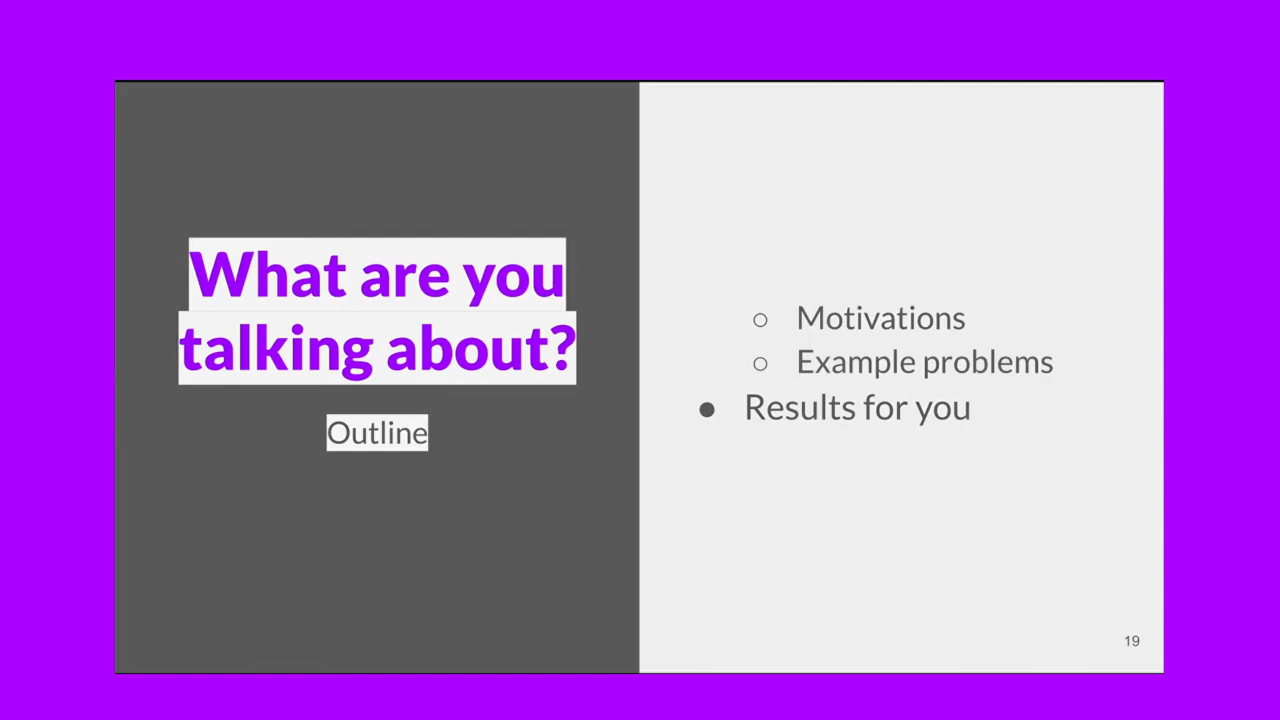 What are you
talking about?
Outline
○ Motivations
○ Example problems
● Results for you
19